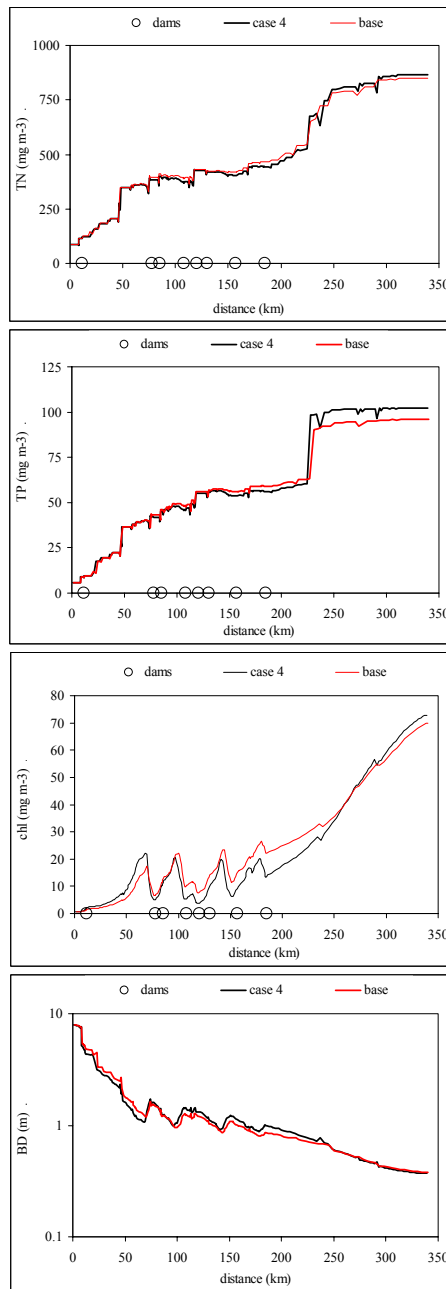 dams case 4 base
1000
750
500
250
0
TN (mg m-3) .
0 50 100 150 200 250 300 350
distance (km)
dams case 4 base
125
100
75
50
25
0
TP (mg m-3) .
0 50 100 150 200 250 300 350
distance (km)
dams case 4 base
80
70
60
50
40
30
20
10
0
chl (mg m-3) .
0 50 100 150 200 250 300 350
distance (km)
dams case 4 base
10
1
0.1
BD (m) .
0 50 100 150 200 250 300 350
distance (km)